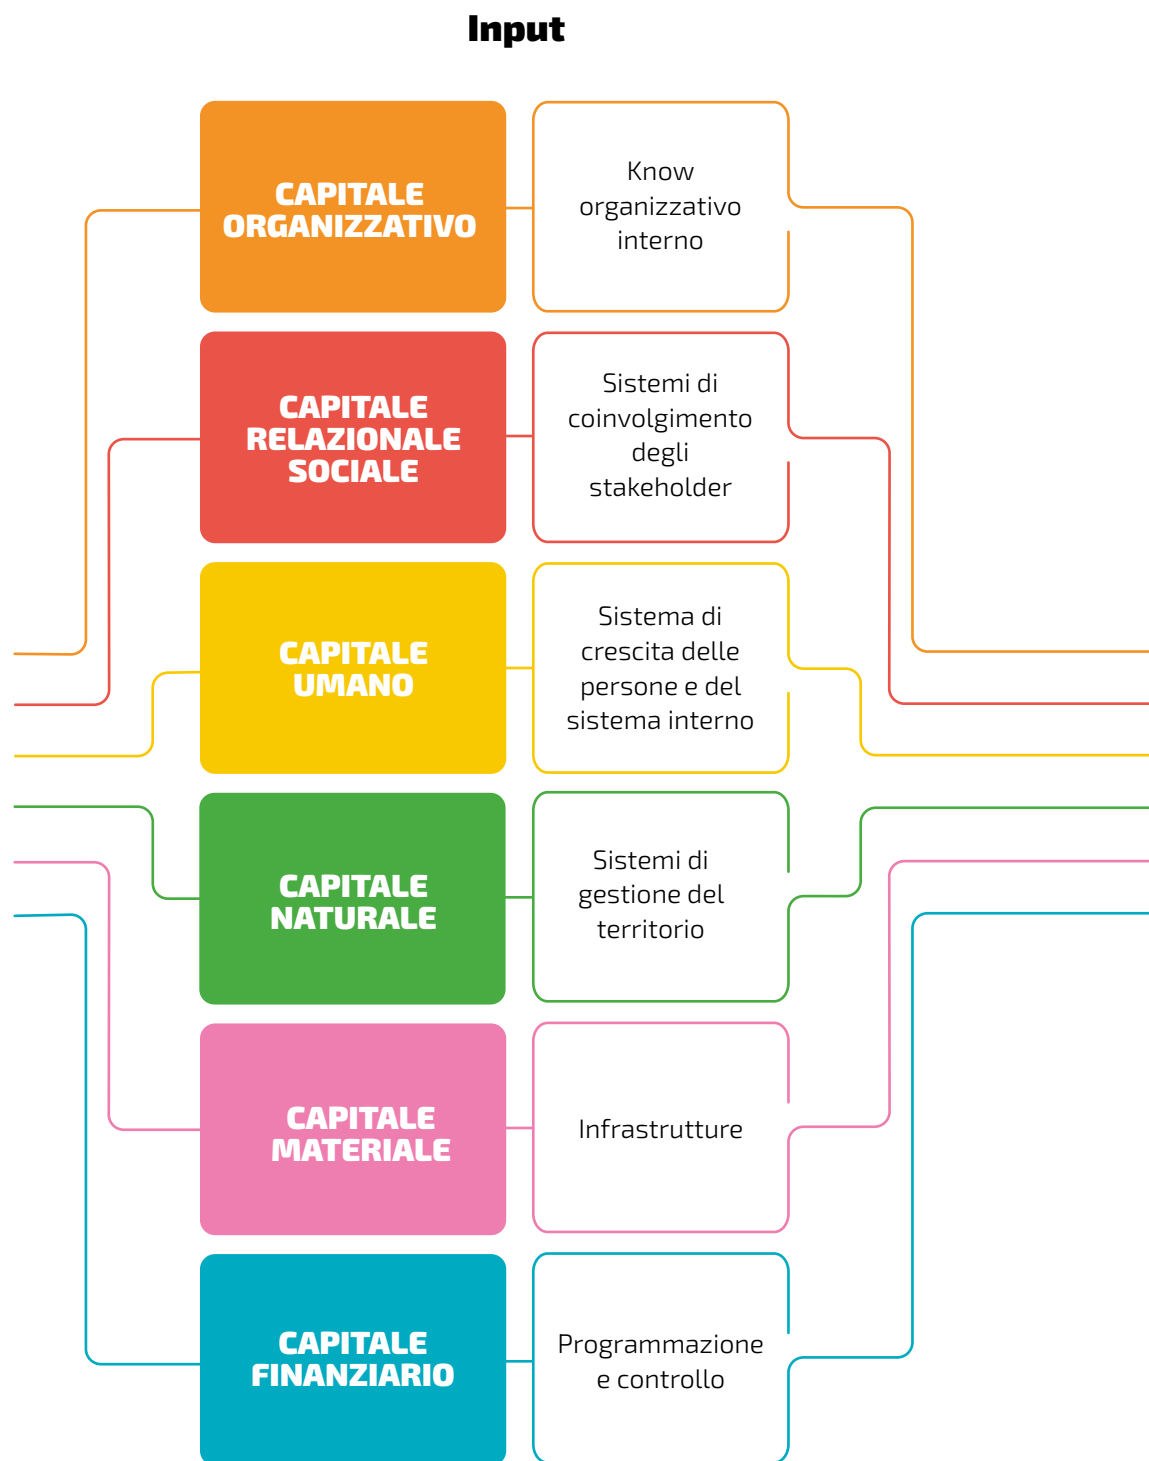 Input
CAPITALE
ORGANIZZATIVO
Know
organizzativo
interno
CAPITALE
RELAZIONALE
SOCIALE
Sistemi di
coinvolgimento
degli
stakeholder
CAPITALE
UMANO
Sistema di
crescita delle
persone e del
sistema interno
CAPITALE
NATURALE
Sistemi di
gestione del
territorio
CAPITALE
MATERIALE
Infrastrutture
CAPITALE
FINANZIARIO
Programmazione
e controllo